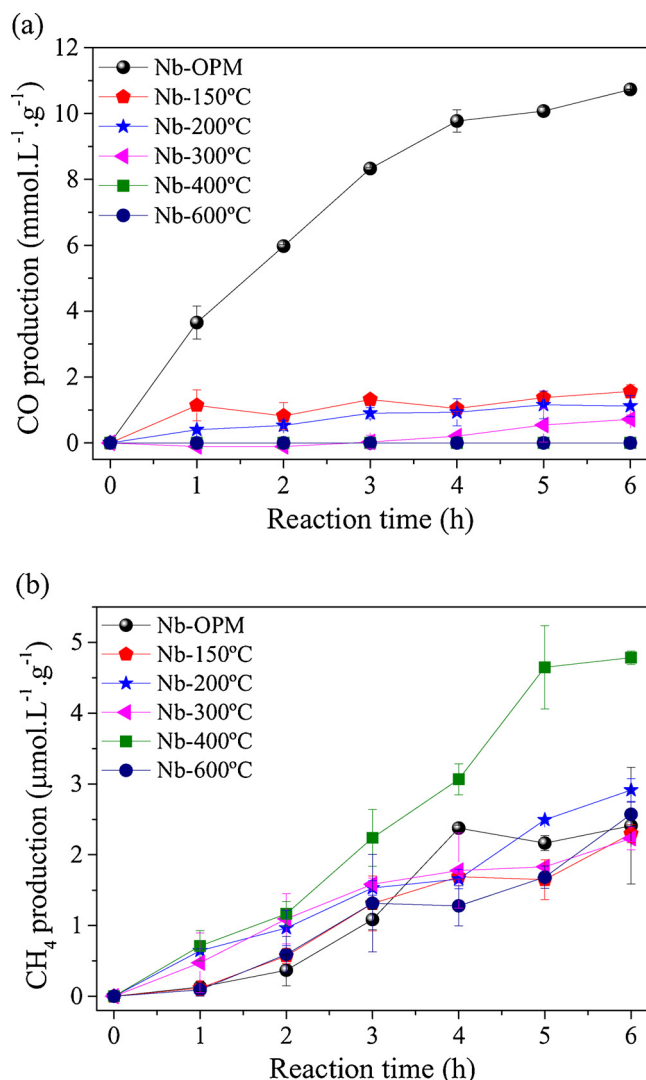 (a)
12
10
8
6
4
2
0
CO production (mmol.L⁻¹.g⁻¹)
Nb-OPM
Nb-150ºC
Nb-200ºC
Nb-300ºC
Nb-400ºC
Nb-600ºC
0 1 2 3 4 5 6
Reaction time (h)
(b)
5
4
3
2
1
0
CH₄ production (μmol.L⁻¹.g⁻¹)
Nb-OPM
Nb-150ºC
Nb-200ºC
Nb-300ºC
Nb-400ºC
Nb-600ºC
0 1 2 3 4 5 6
Reaction time (h)